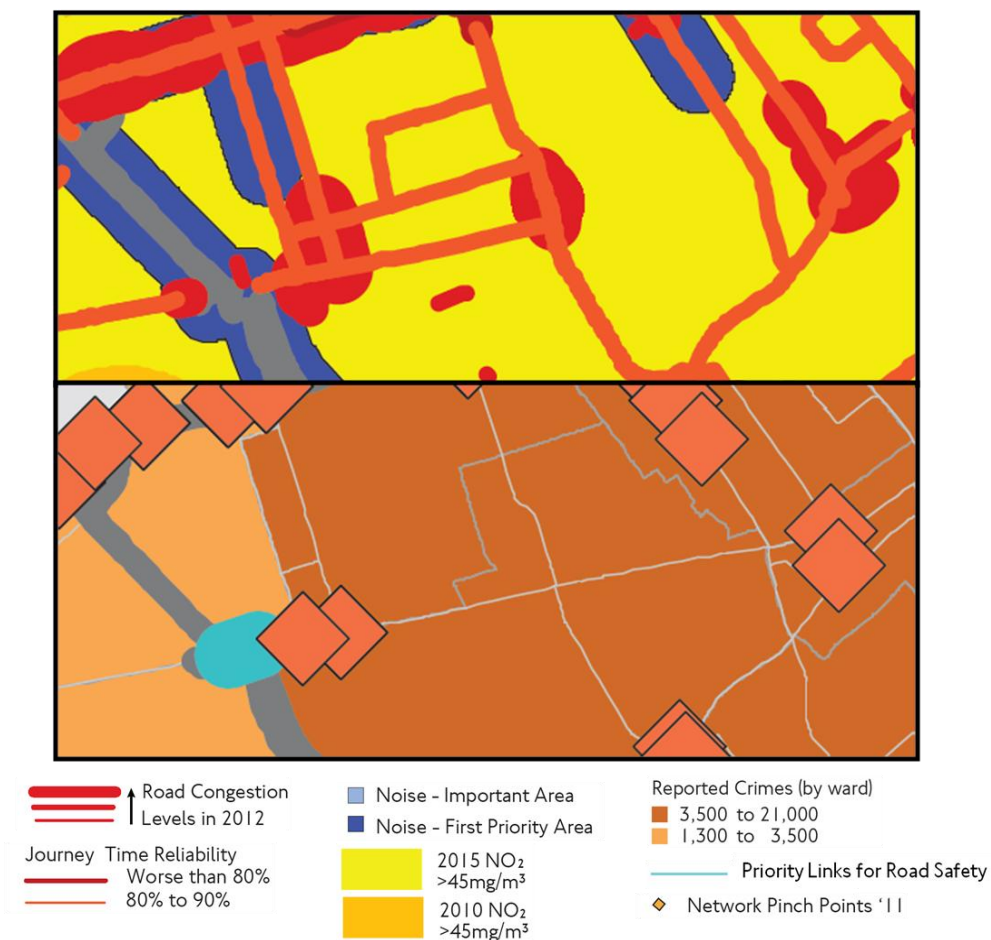 Road Congestion
Levels in 2012
Journey Time Reliability
Worse than 80%
80% to 90%
Noise - Important Area
Noise - First Priority Area
2015 NO₂
>45mg/m³
2010 NO₂
>45mg/m³
Reported Crimes (by ward)
3,500 to 21,000
1,300 to 3,500
Priority Links for Road Safety
Network Pinch Points ‘11